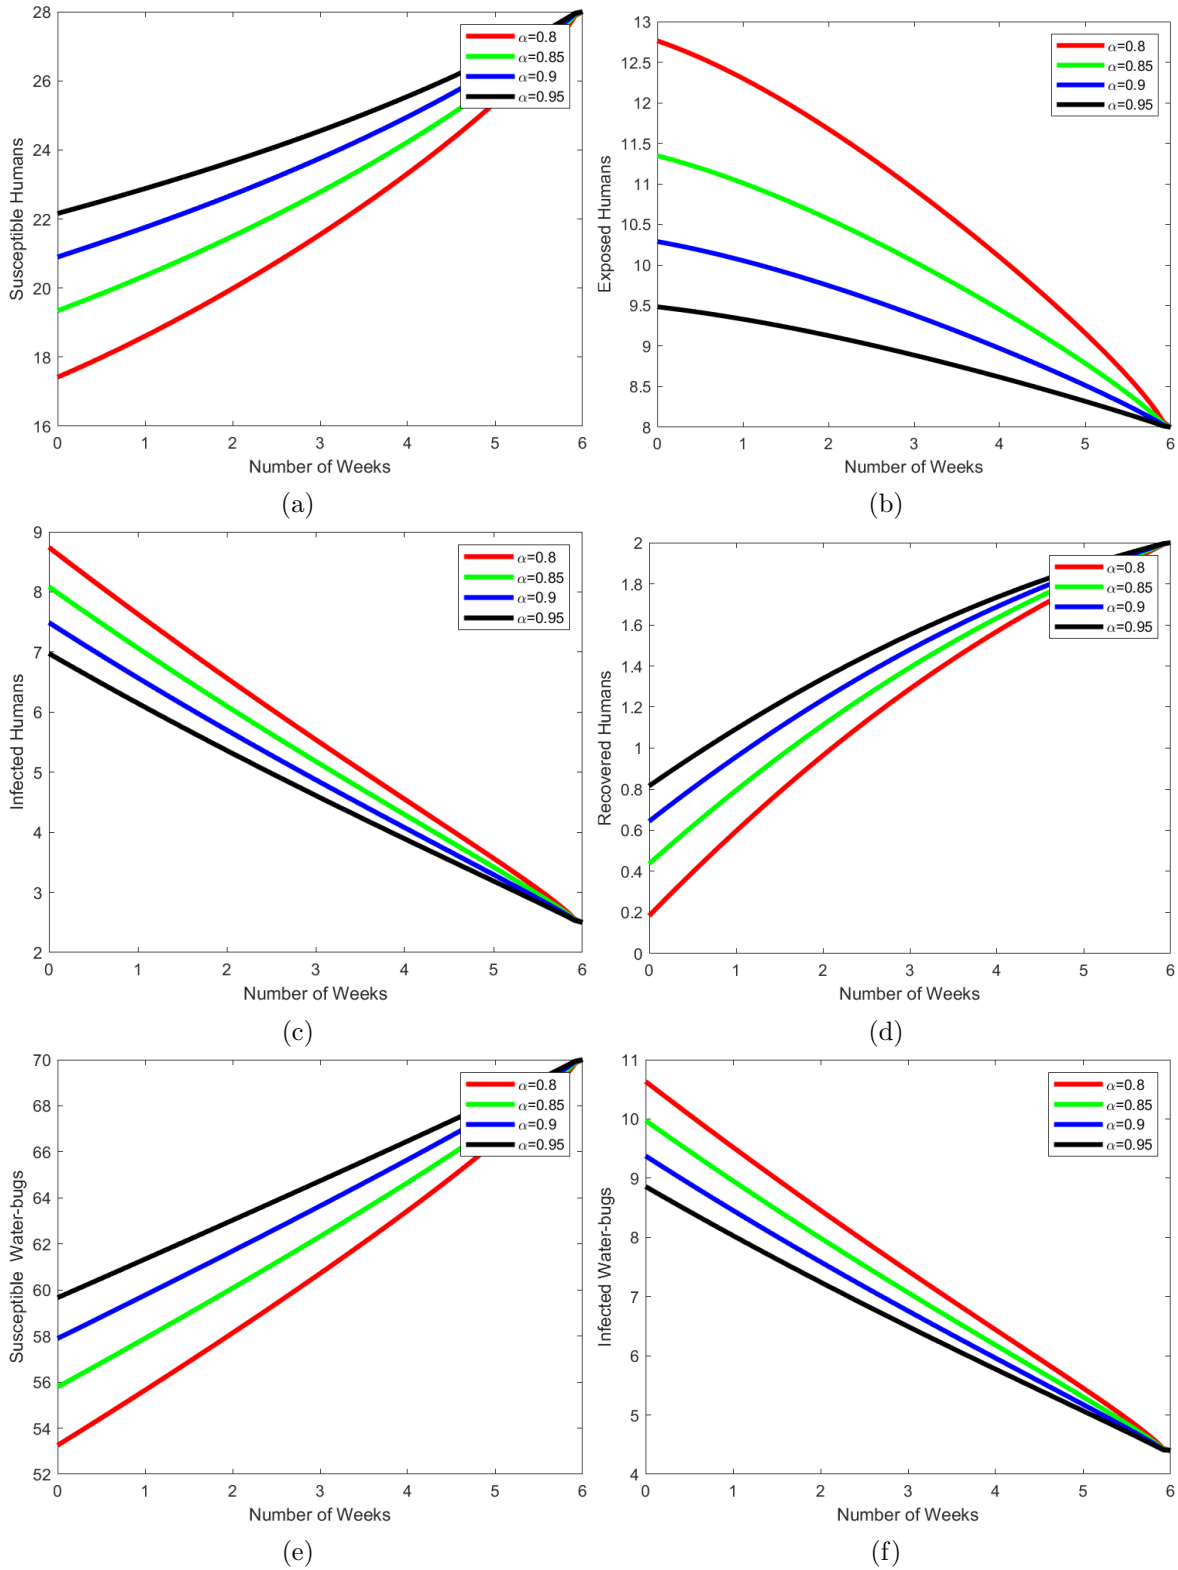 28
26
24
22
20
18
16
Susceptible Humans
α=0.8
α=0.85
α=0.9
α=0.95
0 1 2 3 4 5 6
Number of Weeks
(a)
13
12.5
12
11.5
11
10.5
10
9.5
9
8.5
8
Exposed Humans
α=0.8
α=0.85
α=0.9
α=0.95
0 1 2 3 4 5 6
Number of Weeks
(b)
9
8
7
6
5
4
3
2
Infected Humans
α=0.8
α=0.85
α=0.9
α=0.95
0 1 2 3 4 5 6
Number of Weeks
(c)
2
1.8
1.6
1.4
1.2
1
0.8
0.6
0.4
0.2
0
Recovered Humans
α=0.8
α=0.85
α=0.9
α=0.95
0 1 2 3 4 5 6
Number of Weeks
(d)
70
68
66
64
62
60
58
56
54
52
Susceptible Water-bugs
α=0.8
α=0.85
α=0.9
α=0.95
0 1 2 3 4 5 6
Number of Weeks
(e)
11
10
9
8
7
6
5
4
Infected Water-bugs
α=0.8
α=0.85
α=0.9
α=0.95
0 1 2 3 4 5 6
Number of Weeks
(f)